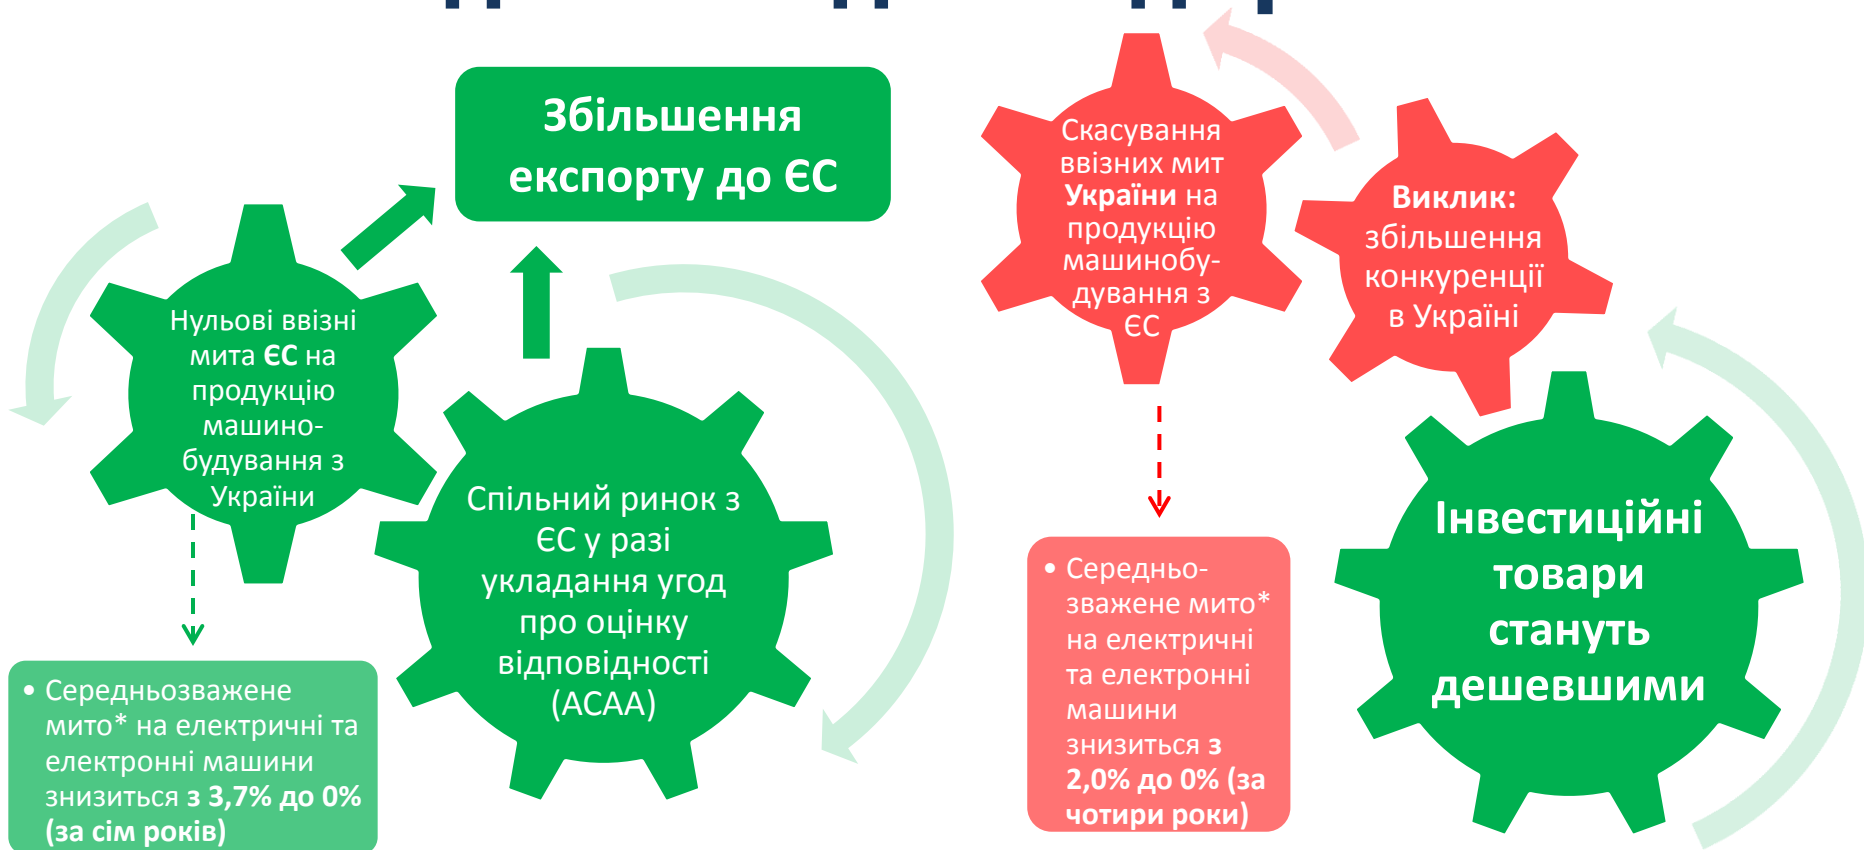 Збільшення
експорту до ЄС
Нульові ввізні
мита ЄС на
продукцію
машино-
будування з
України
Спільний ринок з
ЄС у разі
укладання угод
про оцінку
відповідності
(АСАА)
• Середньозважене
мито* на електричні та
електронні машини
знизиться з 3,7% до 0%
(за сім років)
Скасування
ввізних мит
України на
продукцію
машинобу-
дування з
ЄС
Виклик:
збільшення
конкуренції
в Україні
• Середньо-
зважене мито*
на електричні
та електронні
машини
знизиться з
2,0% до 0% (за
чотири роки)
Інвестиційні
товари
стануть
дешевшими